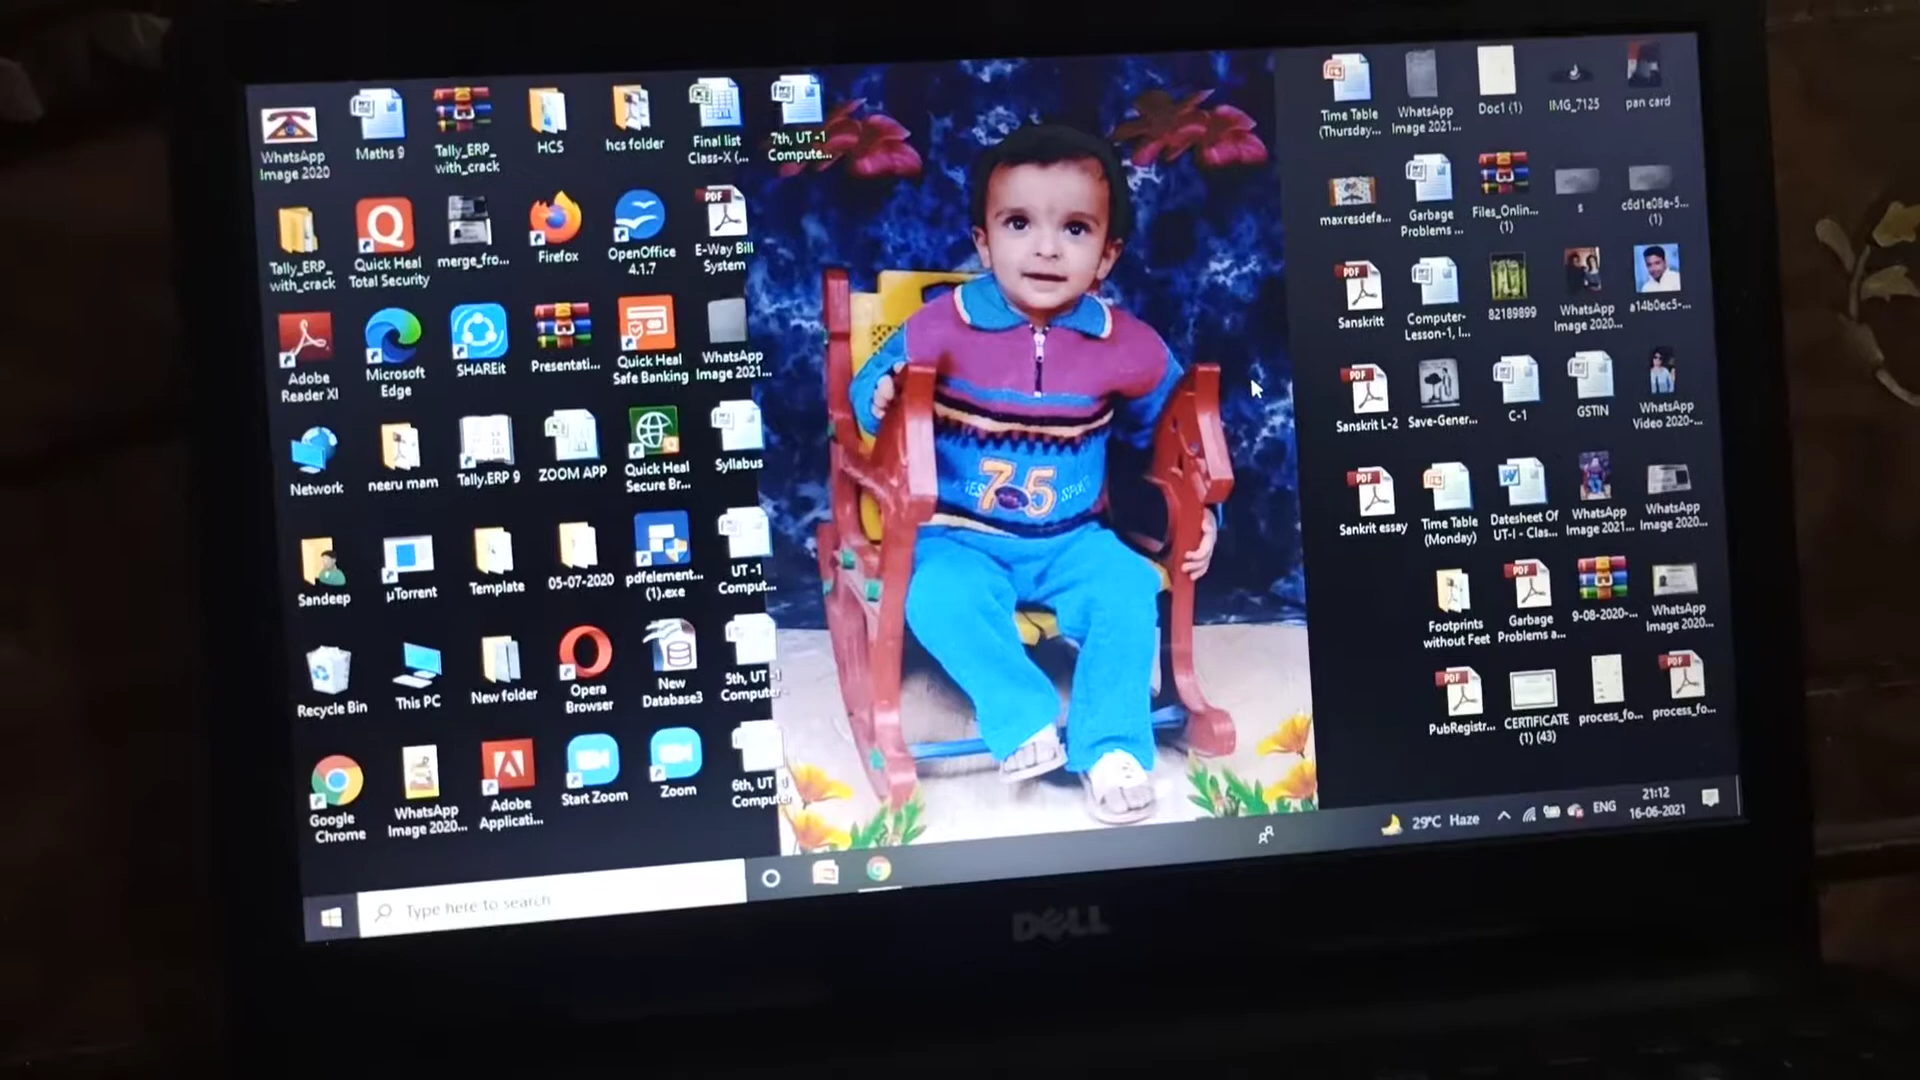 WhatsApp
Image 2020
Maths 9
Tally_ERP_
with_crack
HCS
hcs folder
Final list
Class-X (...
7th, UT -1
Compute...
Tally_ERP_
with_crack
Quick Heal
Total Security
merge_fro...
Firefox
OpenOffice
4.1.7
E-Way Bill
System
Adobe
Reader XI
Microsoft
Edge
SHAREit
Presentati...
Quick Heal
Safe Banking
WhatsApp
Image 2021...
Network
neeru mam
Tally.ERP 9
ZOOM APP
Quick Heal
Secure Br...
Syllabus
Sandeep
µTorrent
Template
05-07-2020
pdfelement...
(1).exe
UT -1
Comput...
Recycle Bin
This PC
New folder
Opera
Browser
New
Database3
5th, UT -1
Computer
Google
Chrome
WhatsApp
Image 2020...
Adobe
Applicati...
Start Zoom
Zoom
6th, UT
Computer
75
Time Table
(Thursday...
WhatsApp
Image 2021...
Doc1 (1)
IMG_7125
pan card
maxresdefa...
Garbage
Problems ...
Files_Onlin...
(1)
s
c6d1e08e-5...
(1)
Sanskritt
Computer-
Lesson-1, I...
82189899
WhatsApp
Image 2020...
a14b0ec5-...
Sanskrit L-2
Save-Gener...
C-1
GSTIN
WhatsApp
Video 2020-...
Sankrit essay
Time Table
(Monday)
Datesheet Of
UT-I - Clas...
WhatsApp
Image 2021...
WhatsApp
Image 2020...
Footprints
without Feet
Garbage
Problems a...
9-08-2020-...
WhatsApp
Image 2020...
PubRegistr...
CERTIFICATE
(1) (43)
process_fo...
process_fo...
Type here to search
29°C Haze
ENG
21:12
16-06-2021
DELL